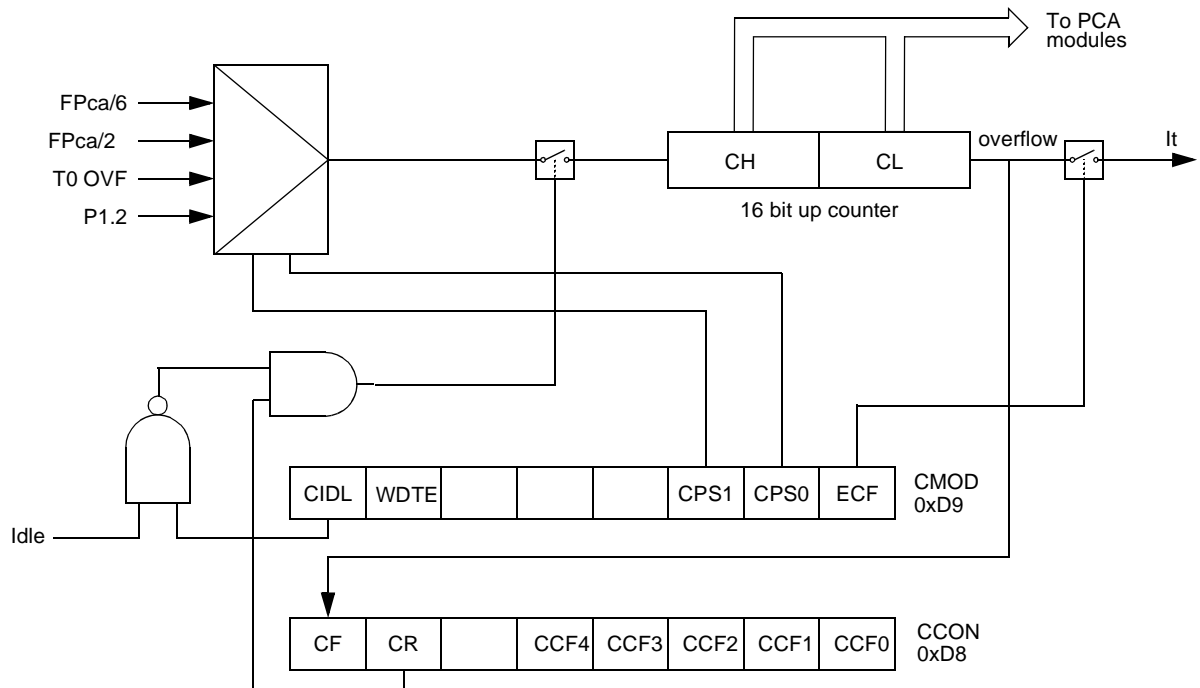 To PCA
modules
FPca/6
FPca/2
T0 OVF
P1.2
overflow
It
CH
CL
16 bit up counter
CIDL
WDTE
CPS1
CPS0
ECF
CMOD
0xD9
Idle
CF
CR
CCF4
CCF3
CCF2
CCF1
CCF0
CCON
0xD8